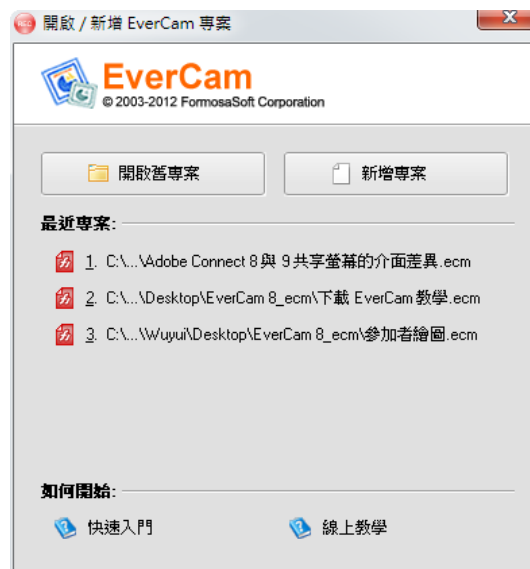 開啟 / 新增 EverCam 專案
EverCam
© 2003-2012 FormosaSoft Corporation
開啟舊專案 新增專案
最近專案:
1. C:\...\Adobe Connect 8 與 9 共享螢幕的介面差異.ecm
2. C:\...\Desktop\EverCam 8_ecm\下載 EverCam 教學.ecm
3. C:\...\Wuyui\Desktop\EverCam 8_ecm\參加者繪圖.ecm
如何開始:
快速入門 線上教學